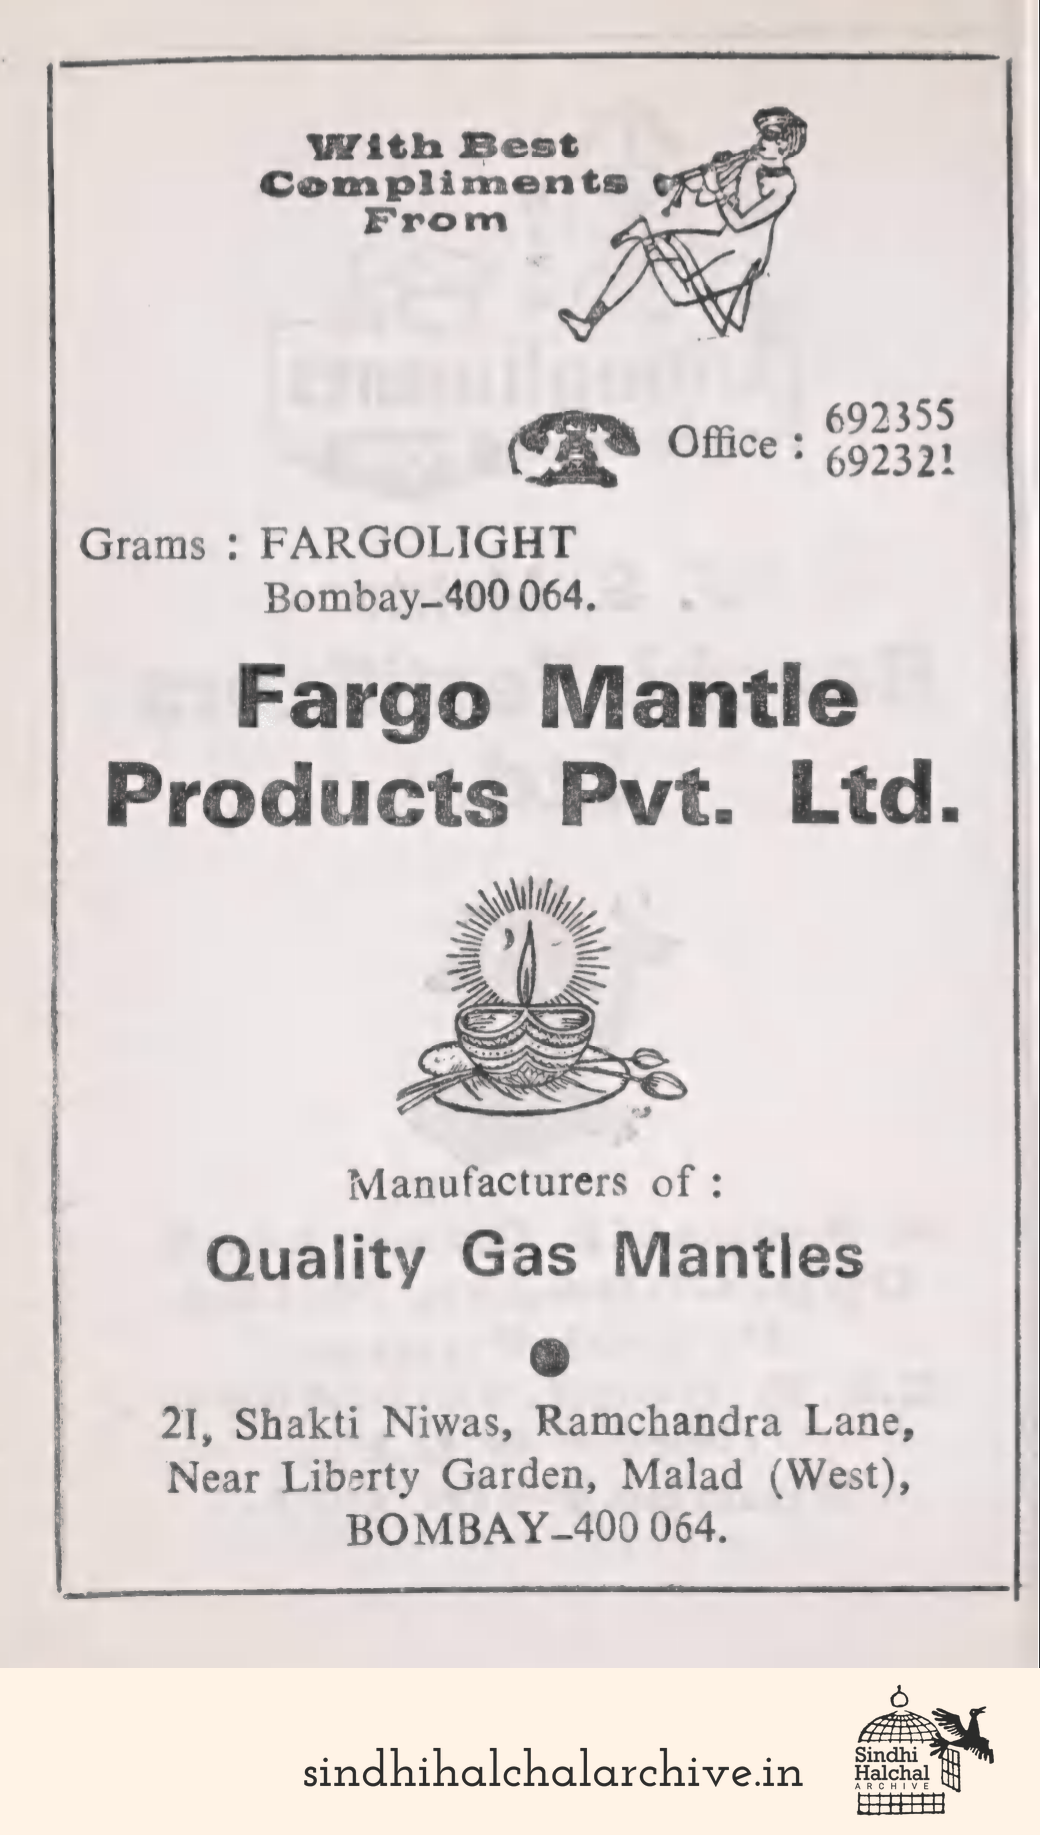 With Best
Compliments
From
Office : 692355
692321
Grams : FARGOLIGHT
Bombay-400 064.
Fargo Mantle
Products Pvt. Ltd.
Manufacturers of :
Quality Gas Mantles
21, Shakti Niwas, Ramchandra Lane,
Near Liberty Garden, Malad (West),
BOMBAY-400 064.
sindhihalchalarchive.in
Sindhi
Halchal
ARCHIVE